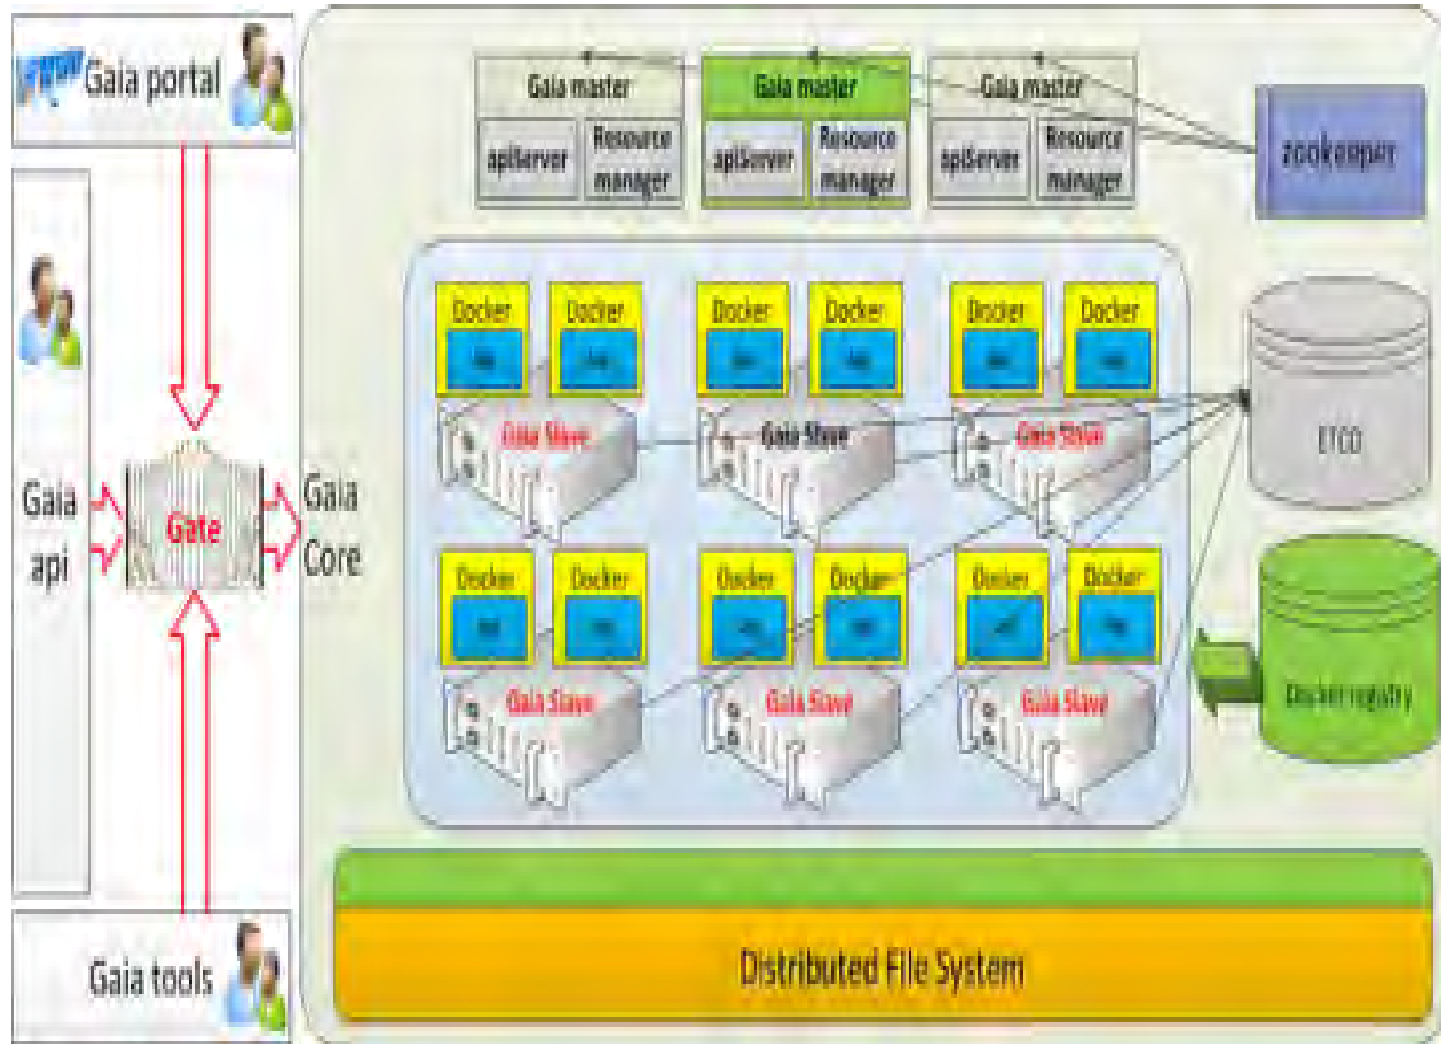 Gaia portal
Gaia
api
Gate
Gaia
Core
Gaia tools
Gaia master
apiServer
Resource
manager
Gaia master
apiServer
Resource
manager
Gaia master
apiServer
Resource
manager
zookeeper
Docker
Docker
Gaia Slave
Docker
Docker
Gaia Slave
Docker
Docker
Gaia Slave
Docker
Docker
Gaia Slave
Docker
Docker
Gaia Slave
Docker
Docker
Gaia Slave
ETCD
Docker registry
Distributed File System